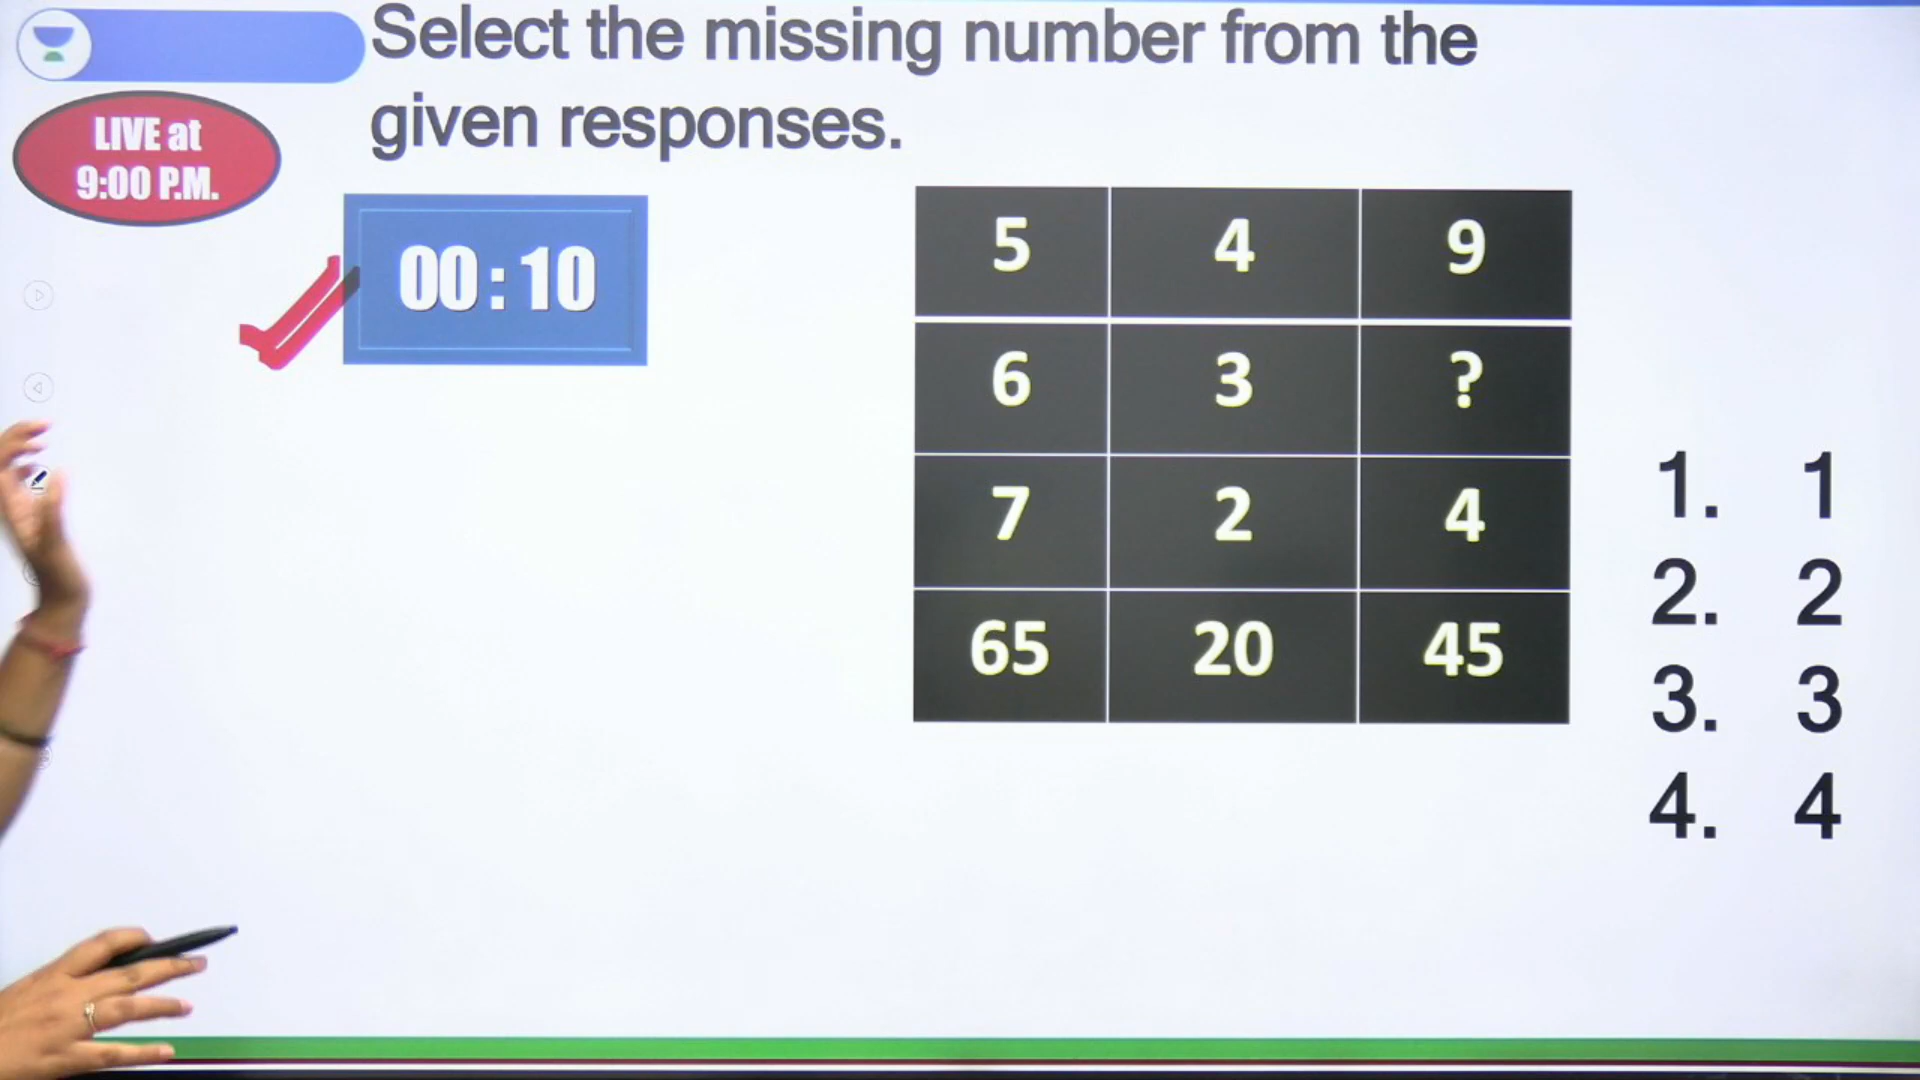 Select the missing number from the
given responses.
LIVE at
9:00 P.M.
00:10
5 4 9
6 3 ?
7 2 4
65 20 45
1. 1
2. 2
3. 3
4. 4